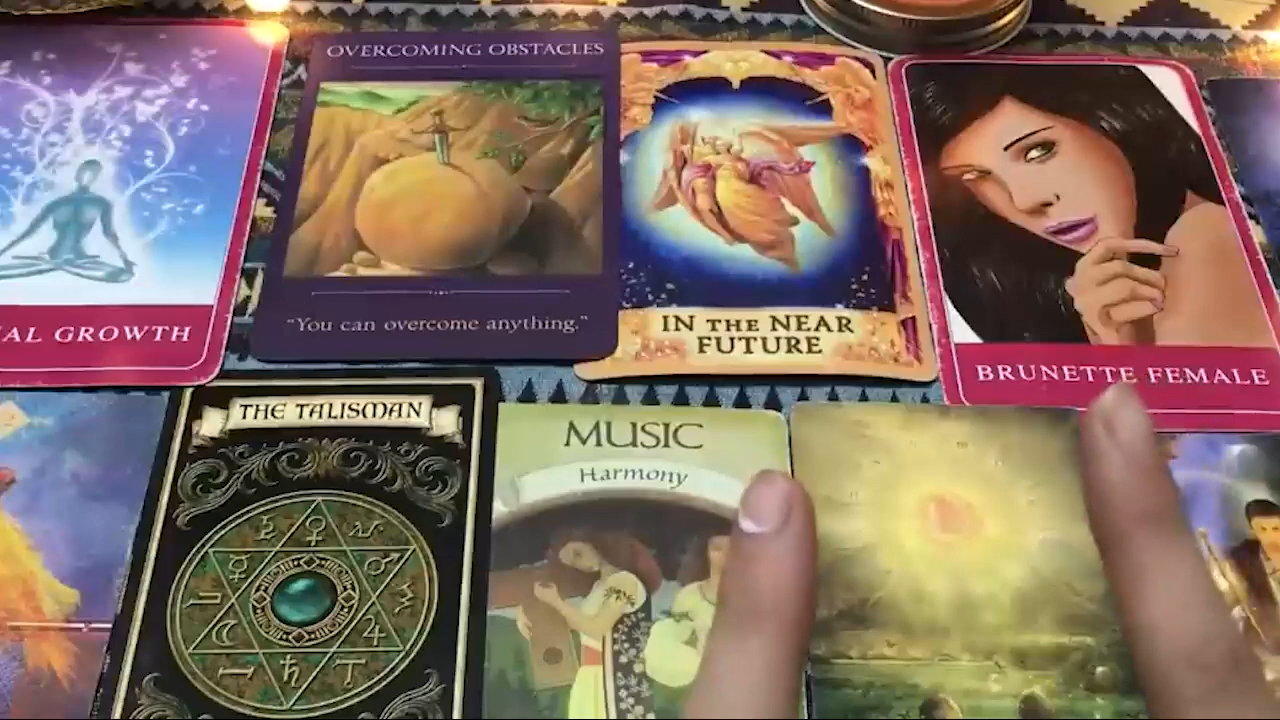 AL GROWTH
OVERCOMING OBSTACLES
"You can overcome anything."
IN THE NEAR
FUTURE
BRUNETTE FEMALE
THE TALISMAN
MUSIC
Harmony